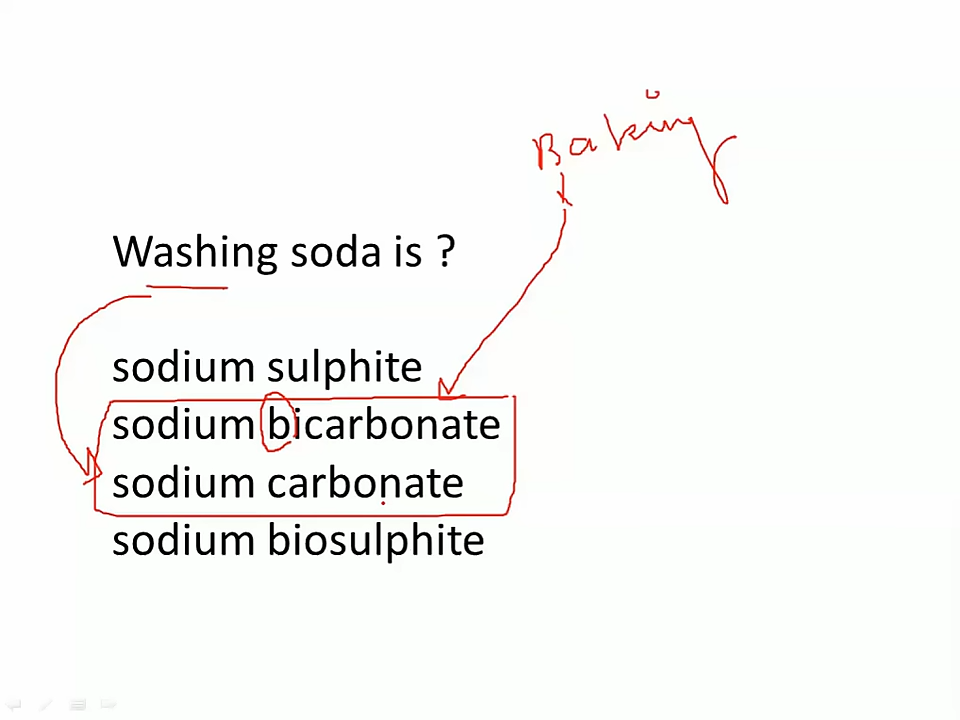 Baking
Washing soda is ?
sodium sulphite
sodium bicarbonate
sodium carbonate
sodium biosulphite